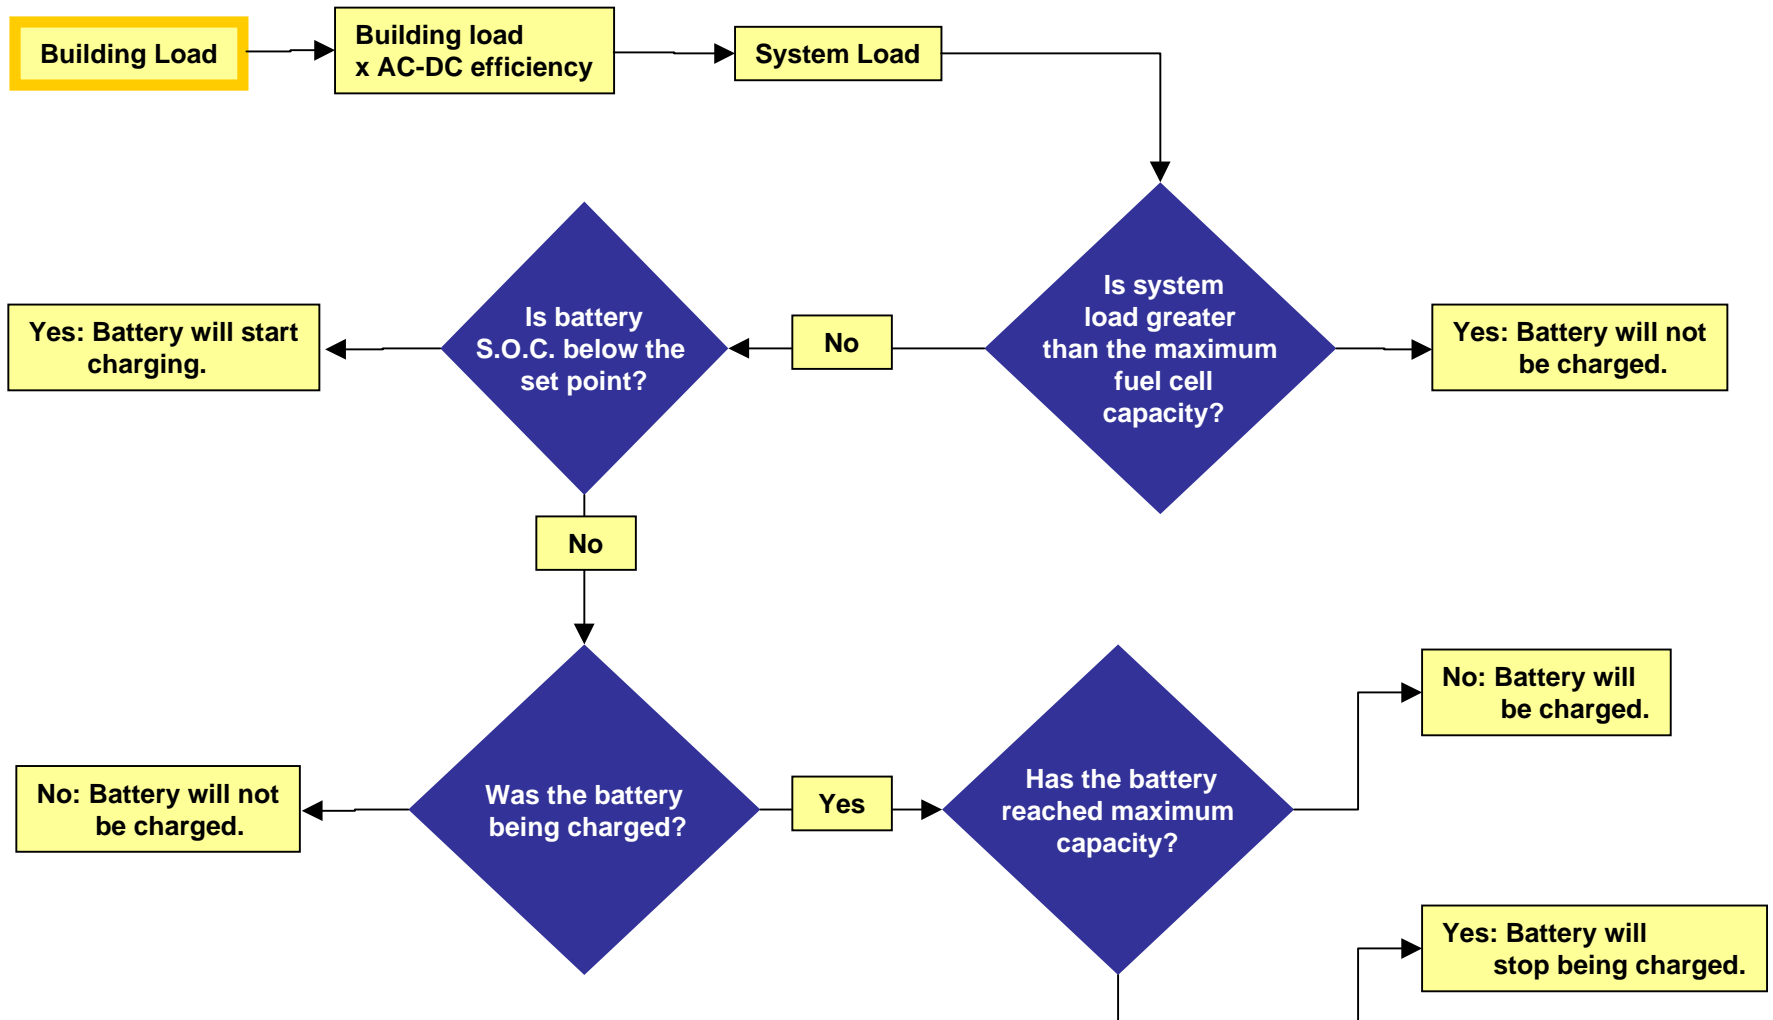 Building Load
Building load
x AC-DC efficiency
System Load
Is system
load greater
than the maximum
fuel cell
capacity?
Yes: Battery will not
be charged.
No
Is battery
S.O.C. below the
set point?
Yes: Battery will start
charging.
No
Was the battery
being charged?
No: Battery will not
be charged.
Yes
Has the battery
reached maximum
capacity?
No: Battery will
be charged.
Yes: Battery will
stop being charged.